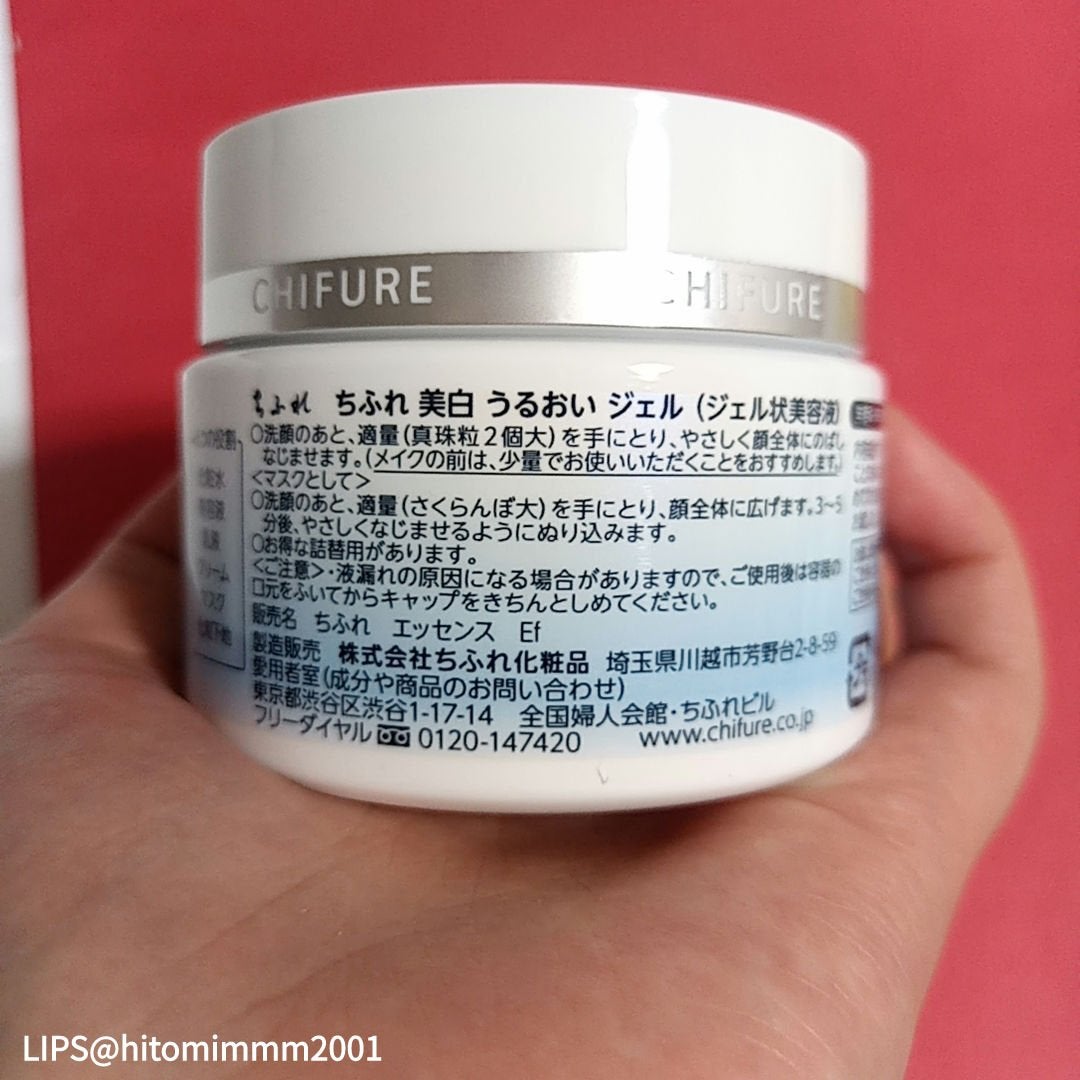 CHIFURE
CHIFURE
ちふれ ちふれ 美白 うるおい ジェル (ジェル状美容液)
○洗顔のあと、適量(真珠粒2個大)を手にとり、やさしく顔全体にのばし
なじませます。(メイクの前は、少量でお使いいただくことをおすすめします。)
<マスクとして>
○洗顔のあと、適量(さくらんぼ大)を手にとり、顔全体に広げます。3〜5
分後、やさしくなじませるようにぬり込みます。
○お得な詰替用があります。
<ご注意>・液漏れの原因になる場合がありますので、ご使用後は容器の
口元をふいてからキャップをきちんとしめてください。
販売名 ちふれ エッセンス Ef
製造販売 株式会社ちふれ化粧品 埼玉県川越市芳野台2-8-59
愛用者室(成分や商品のお問い合わせ)
東京都渋谷区渋谷1-17-14 全国婦人会館・ちふれビル
フリーダイヤル 0120-147420 www.chifure.co.jp
LIPS@hitomimmm2001